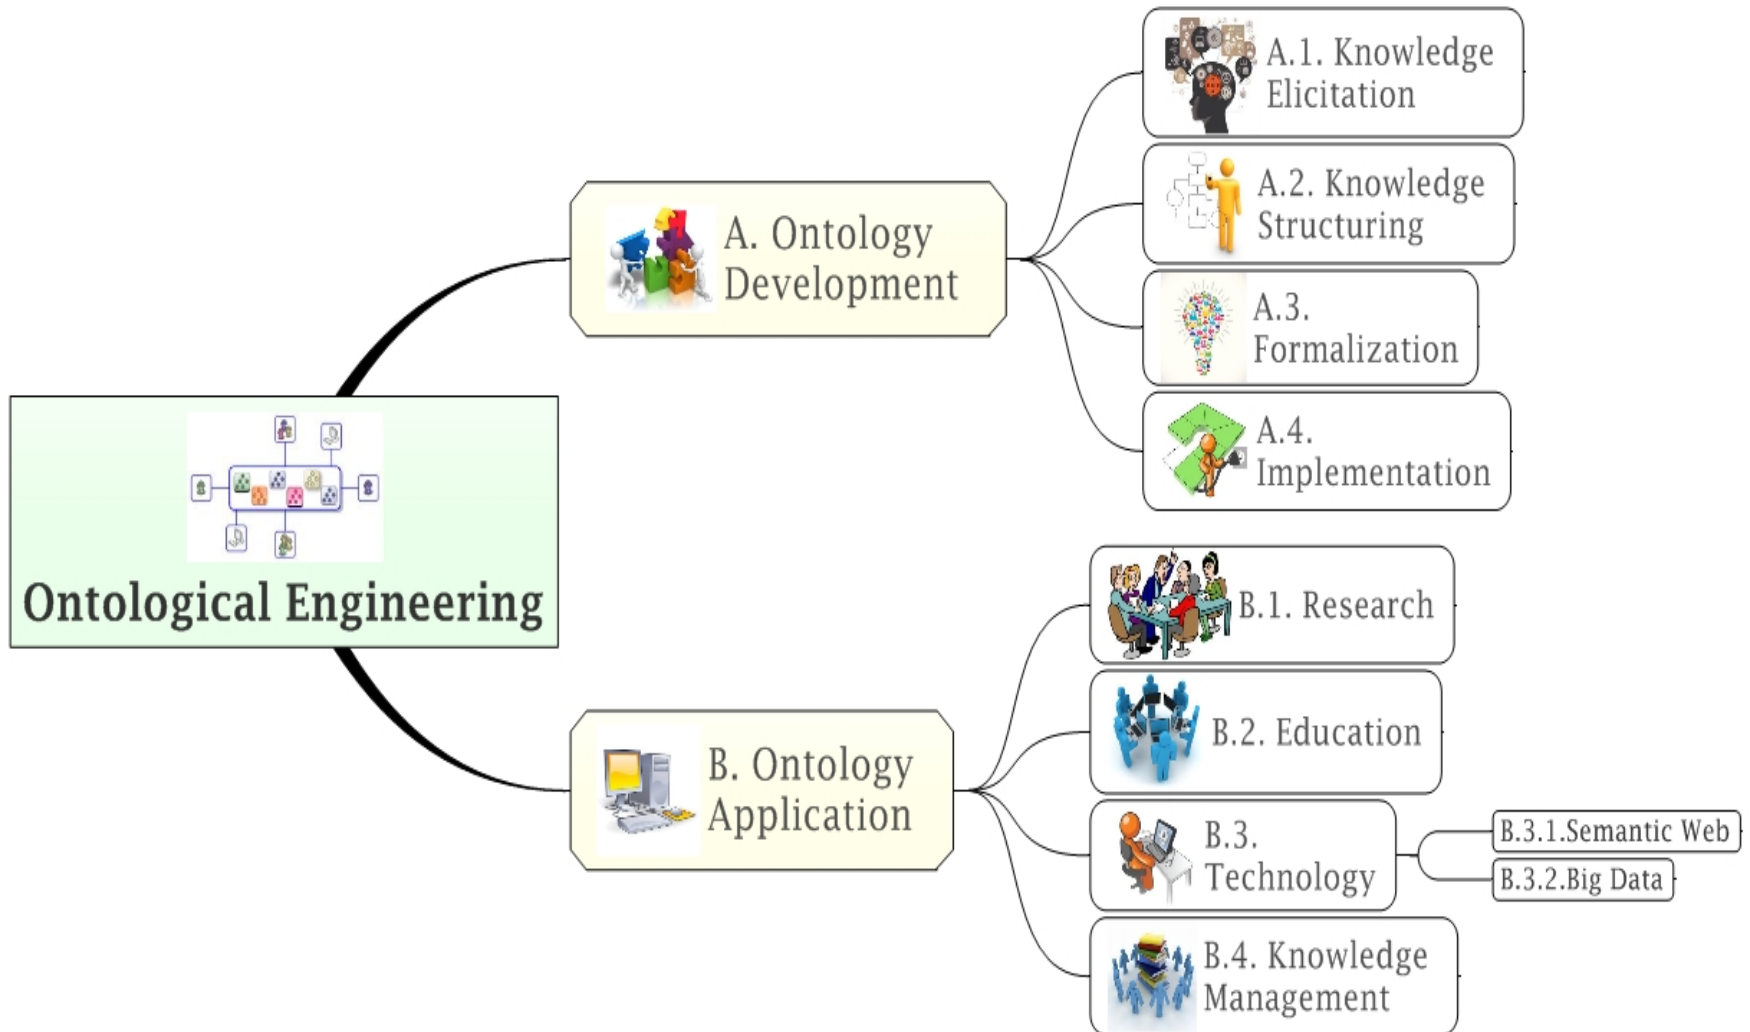 Ontological Engineering
A. Ontology
Development
A.1. Knowledge
Elicitation
A.2. Knowledge
Structuring
A.3.
Formalization
A.4.
Implementation
B. Ontology
Application
B.1. Research
B.2. Education
B.3.
Technology
B.3.1.Semantic Web
B.3.2.Big Data
B.4. Knowledge
Management